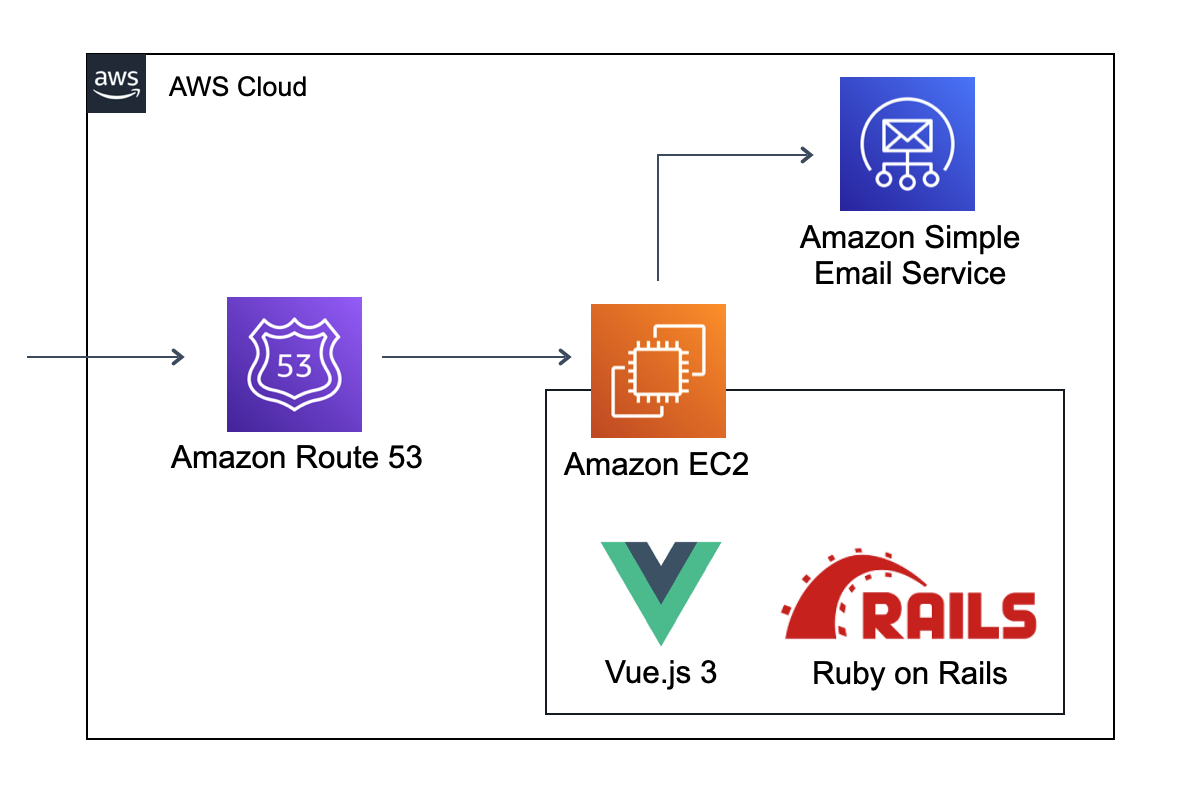 aws
AWS Cloud
Amazon Simple
Email Service
53
Amazon Route 53
Amazon EC2
RAILS
Vue.js 3
Ruby on Rails